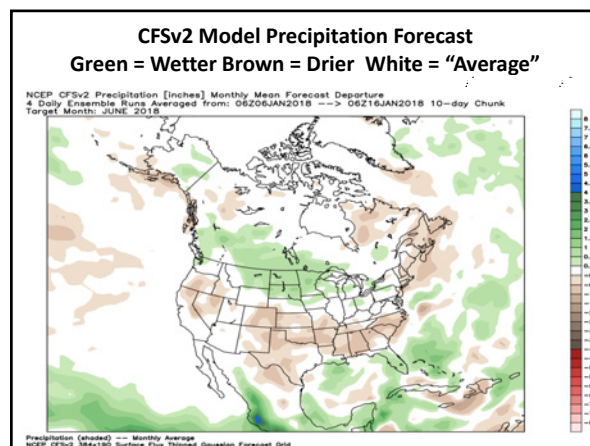 CFSv2 Model Precipitation Forecast
Green = Wetter Brown = Drier White = “Average”
NCEP CFSv2 Precipitation [inches] Monthly Mean Forecast Departure
4 Daily Ensemble Runs Averaged from: 06Z06JAN2018 --> 06Z16JAN2018 10-day Chunk
Target Month: JUNE 2018
Precipitation (shaded) -- Monthly Average
NCEP CFSv2 384x190 Surface Flux Thinned Gaussian Forecast Grid